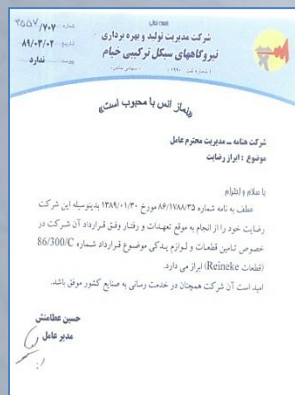 شماره ۳۵۵۷/۷۰۷
تاریخ ۸۹/۰۳/۰۲
پیوست ندارد
شرکت مدیریت تولید و بهره برداری
نیروگاههای سیکل ترکیبی خیام
«نماز انس با محبوب است»
شرکت هتامه – مدیریت محترم عامل
موضوع : ابراز رضایت
با سلام و احترام
عطف به نامه شماره ۸۶/۱۷۸۸/۳۵ مورخ ۱۳۸۹/۰۱/۳۰ بدینوسیله این شرکت
رضایت خود را از انجام به موقع تعهدات و رفتار وفق قرارداد آن شرکت در
خصوص تامین قطعات و لوازم یدکی موضوع قرارداد شماره 86/300/C
(قطعات Reineke) ابراز می دارد.
امید است آن شرکت همچنان در خدمت رسانی به صنایع کشور موفق باشد.
حسین عطامنش
مدیر عامل